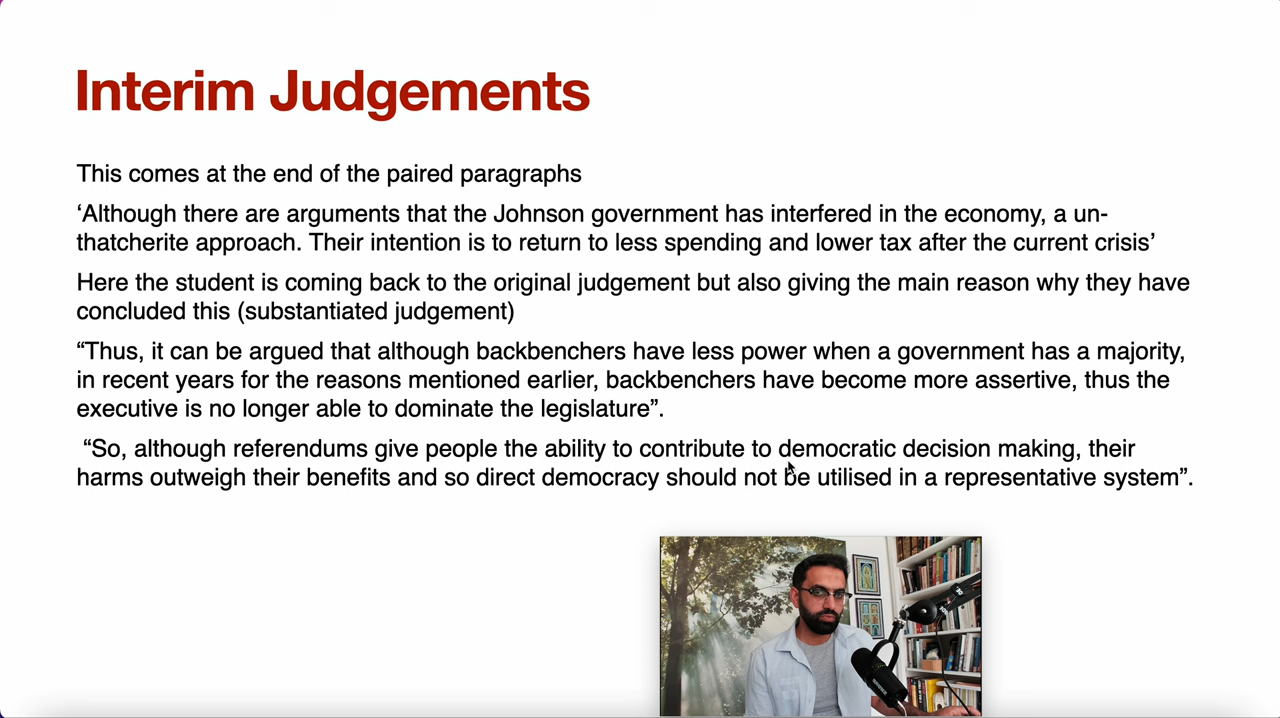 Interim Judgements
This comes at the end of the paired paragraphs
‘Although there are arguments that the Johnson government has interfered in the economy, a un-
thatcherite approach. Their intention is to return to less spending and lower tax after the current crisis’
Here the student is coming back to the original judgement but also giving the main reason why they have
concluded this (substantiated judgement)
“Thus, it can be argued that although backbenchers have less power when a government has a majority,
in recent years for the reasons mentioned earlier, backbenchers have become more assertive, thus the
executive is no longer able to dominate the legislature”.
“So, although referendums give people the ability to contribute to democratic decision making, their
harms outweigh their benefits and so direct democracy should not be utilised in a representative system”.